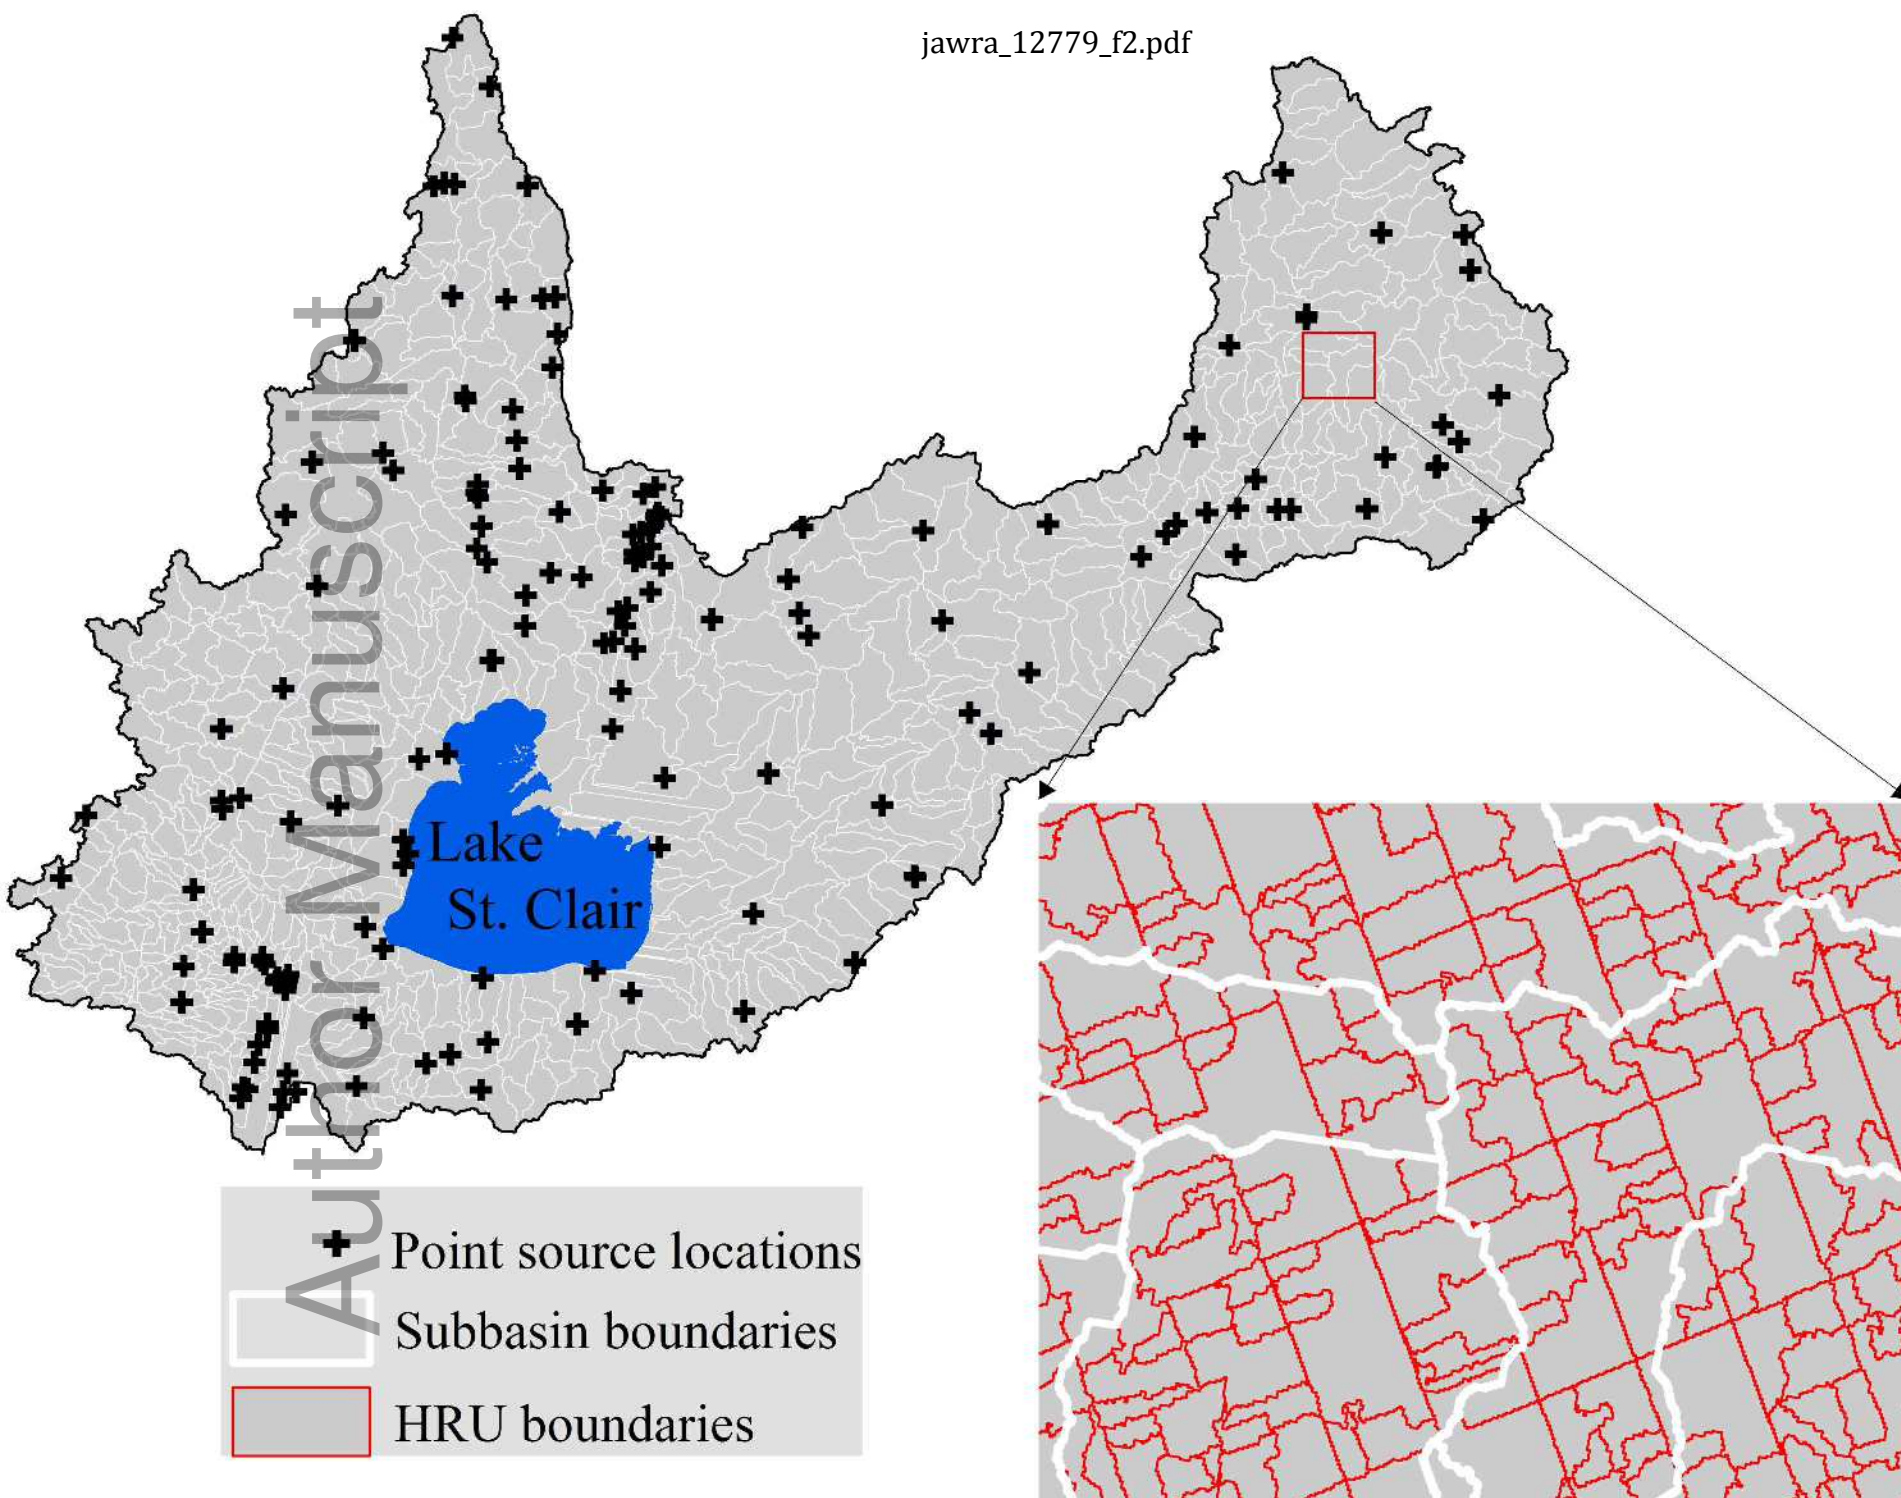 jawra_12779_f2.pdf
Author Manuscript
Lake
St. Clair
Point source locations
Subbasin boundaries
HRU boundaries